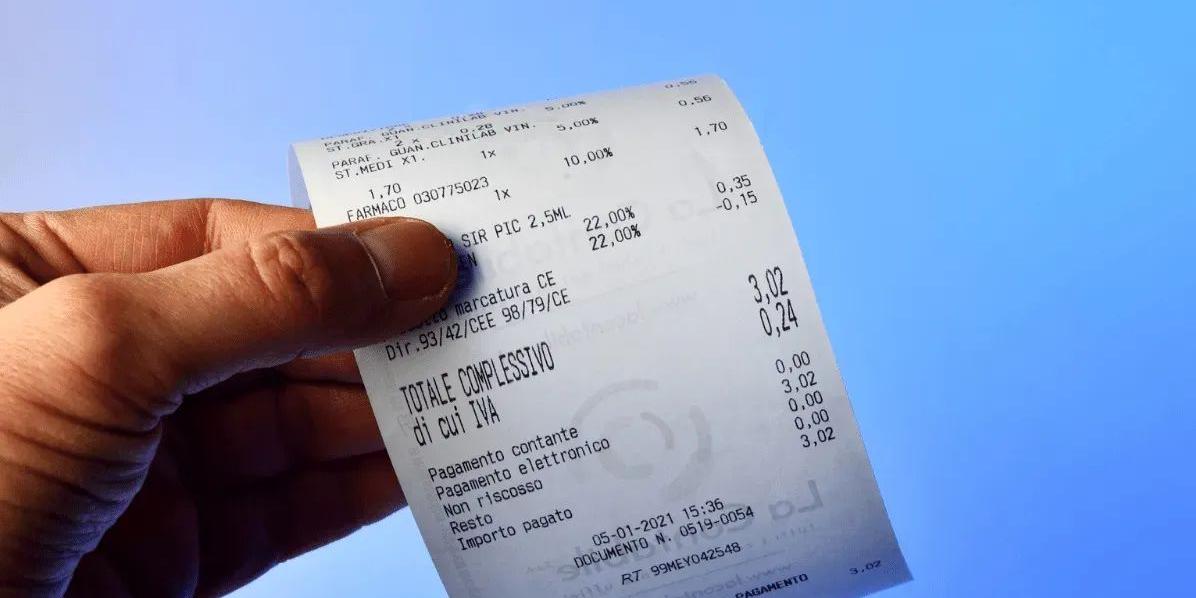 0,56
PARAF. GUAN.CLINILAB VIN. 5,00%
ST.GRA.X1
2 x 0,28 0,56
PARAF. GUAN.CLINILAB VIN. 5,00%
ST.MEDI X1.
1x 1,70
1,70 10,00%
FARMACO 030775023
1x 0,35
SIR PIC 2,5ML 22,00% -0,15
22,00%
marcatura CE
Dir.93/42/CEE 98/79/CE
TOTALE COMPLESSIVO 3,02
di cui IVA 0,24
Pagamento contante 0,00
Pagamento elettronico 3,02
Non riscosso 0,00
Resto 0,00
Importo pagato 3,02
05-01-2021 15:36
DOCUMENTO N. 0519-0054
RT 99MEY042548
PAGAMENTO 3,02